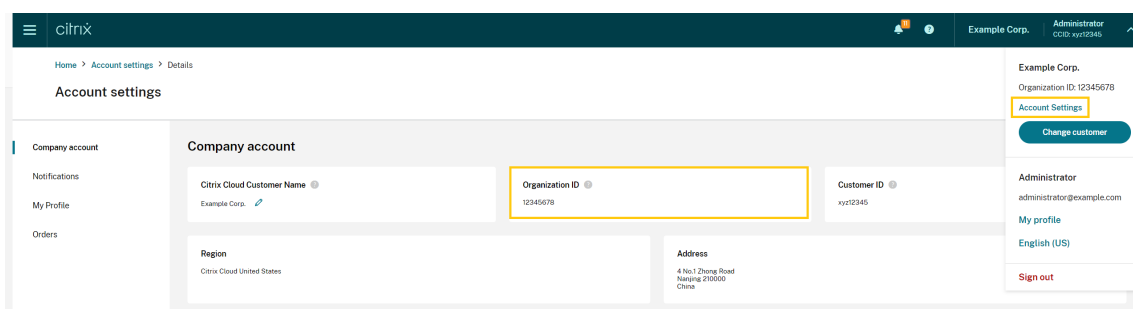 citrix
11
?
Example Corp.
Administrator
CCID: xyz12345
Home > Account settings > Details
Account settings
Example Corp.
Organization ID: 12345678
Account Settings
Change customer
Administrator
administrator@example.com
My profile
English (US)
Sign out
Company account
Notifications
My Profile
Orders
Company account
Citrix Cloud Customer Name ?
Example Corp.
Organization ID ?
12345678
Customer ID ?
xyz12345
Region
Citrix Cloud United States
Address
4 No.1 Zhong Road
Nanjing 210000
China